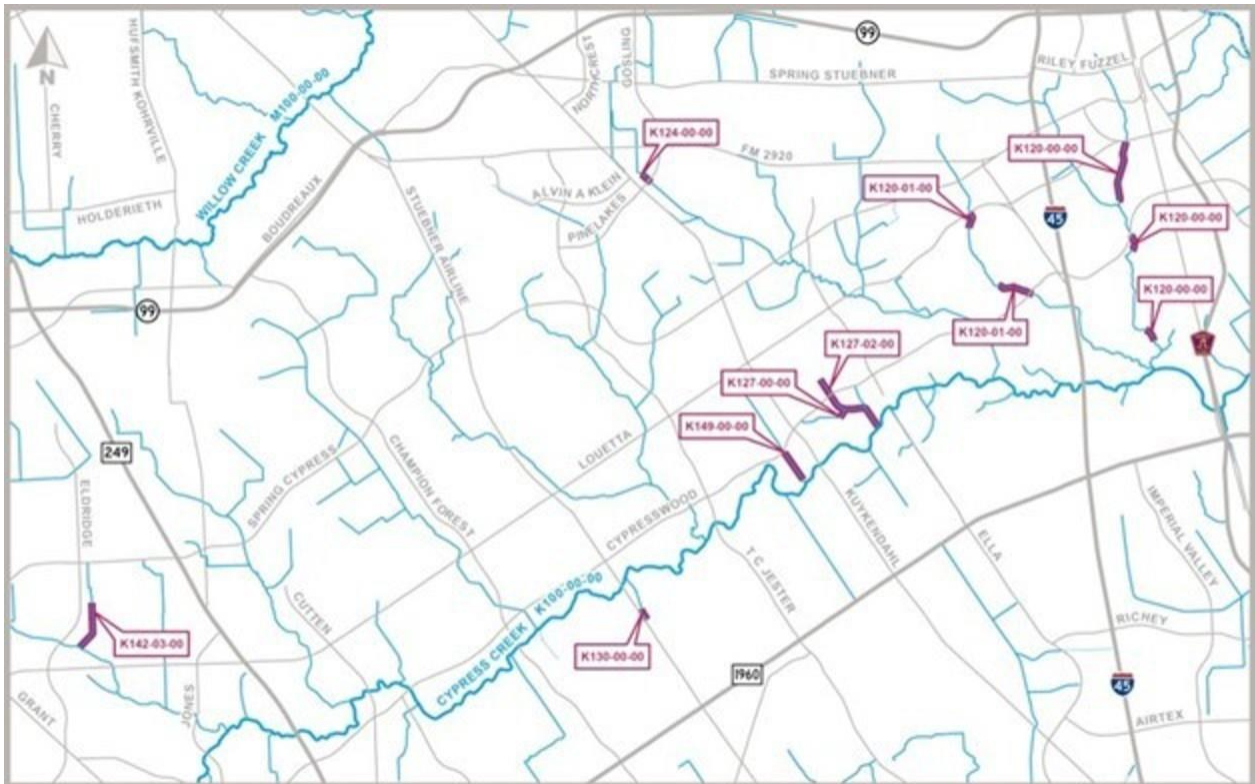 99
HUFSMITH KOHRVILLE
CHERRY
N
WILLOW CREEK M100-00-00
HOLDERIETH
BOUDREAUX
NORTHCREST
GOSLING
SPRING STUEBNER
RILEY FUZZEL
K124-00-00
FM 2920
K120-00-00
ALVIN A KLEIN
PINELAKES
K120-01-00
45
K120-00-00
STUEBNER AIRLINE
99
K120-00-00
K120-01-00
K127-02-00
K127-00-00
K149-00-00
249
ELDRIDGE
SPRING CYPRESS
CHAMPION FOREST
LOUETTA
CYPRESSWOOD
KUYKENDAHL
ELLA
IMPERIAL VALLEY
T C JESTER
CYPRESS CREEK K100-00-00
CUTTEN
RICHEY
K142-03-00
K130-00-00
1960
45
GRANT
JONES
AIRTEX